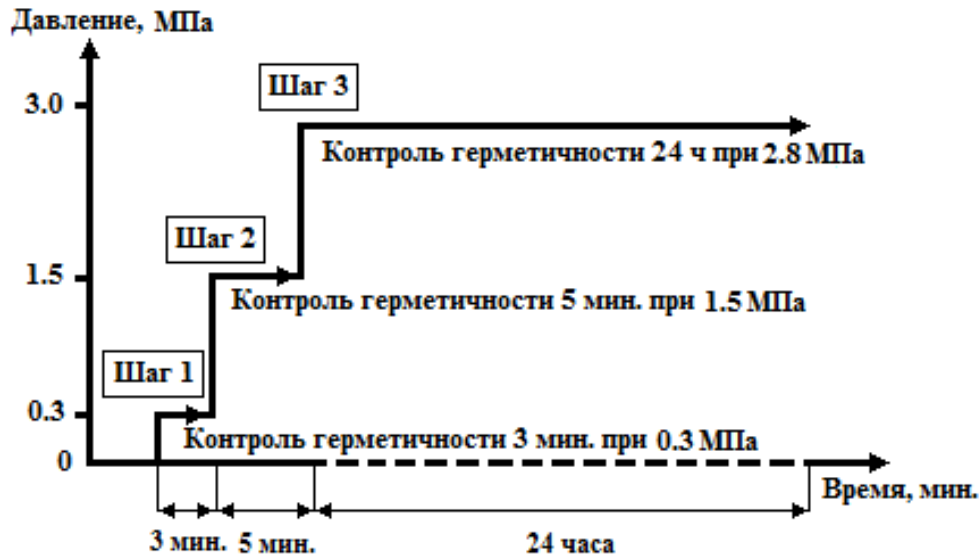 Давление, МПа
Шаг 3
3.0
Контроль герметичности 24 ч при 2.8 МПа
Шаг 2
1.5
Контроль герметичности 5 мин. при 1.5 МПа
Шаг 1
0.3
Контроль герметичности 3 мин. при 0.3 МПа
0
Время, мин.
3 мин. 5 мин. 24 часа